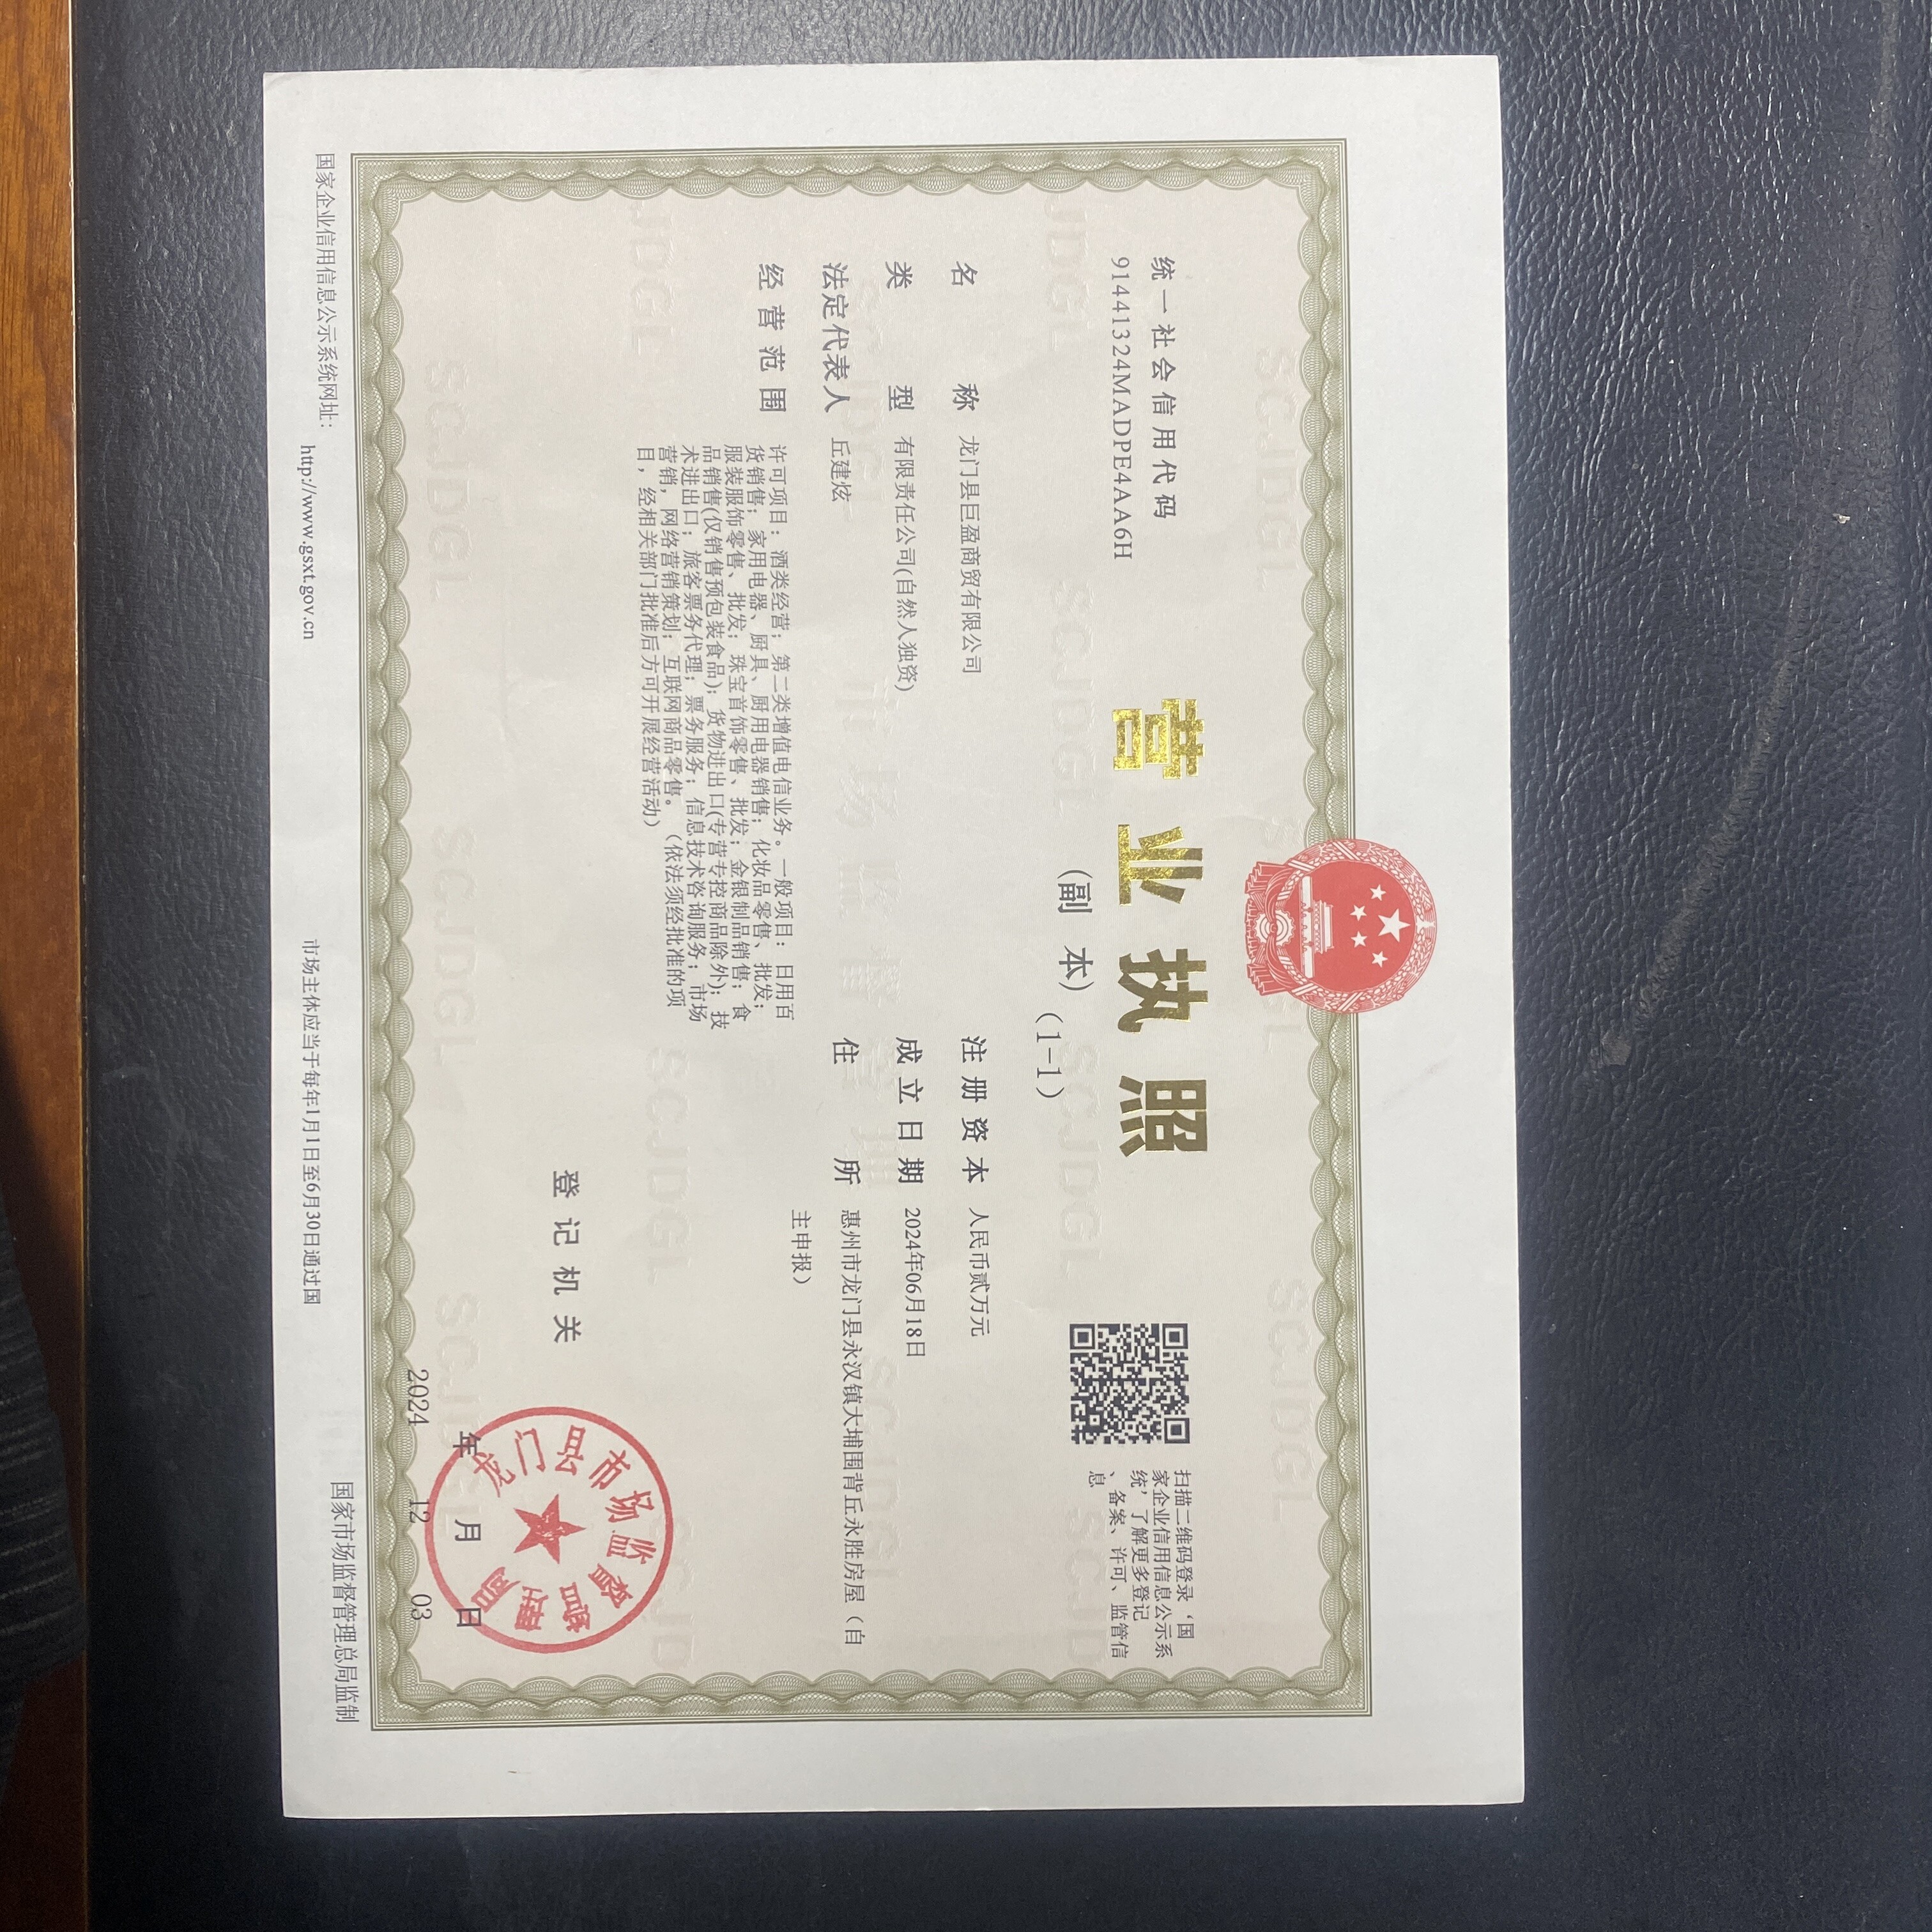 营业执照
(副 本)
(1-1)
统一社会信用代码
91441324MADPE4AA6H
扫描二维码登录‘国
家企业信用信息公示系
统’了解更多登记
、备案、许可、监管信
息
名 称 龙门县巨盈商贸有限公司
类 型 有限责任公司(自然人独资)
法定代表人 丘建炫
经营范围 许可项目：酒类经营；第二类增值电信业务。一般项目：日用百
货销售；家用电器、厨具、厨用电器销售；化妆品零售、批发；
服装服饰零售、批发；珠宝首饰零售、批发；金银制品销售；食
品销售(仅销售预包装食品)；货物进出口(专营专控商品除外)；技
术进出口；旅客票务代理；票务服务；信息技术咨询服务；市场
营销，网络营销策划；互联网商品零售。（依法须经批准的项
目，经相关部门批准后方可开展经营活动）
注册资本 人民币贰万元
成立日期 2024年06月18日
住 所 惠州市龙门县永汉镇大埔围背丘永胜房屋（自
主申报）
登记机关
龙门县市场监督管理局
2024 年 12 月 03 日
国家企业信用信息公示系统网址：
http://www.gsxt.gov.cn
市场主体应当于每年1月1日至6月30日通过国
国家市场监督管理总局监制